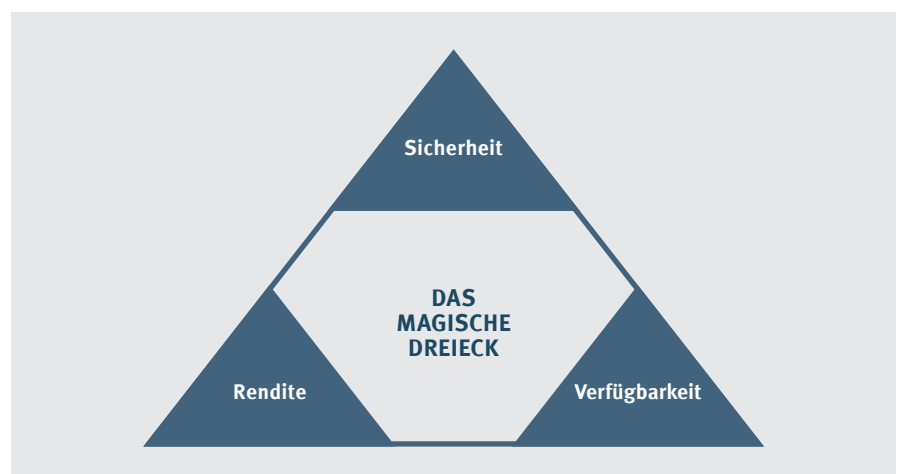 Sicherheit
DAS
MAGISCHE
DREIECK
Rendite
Verfügbarkeit